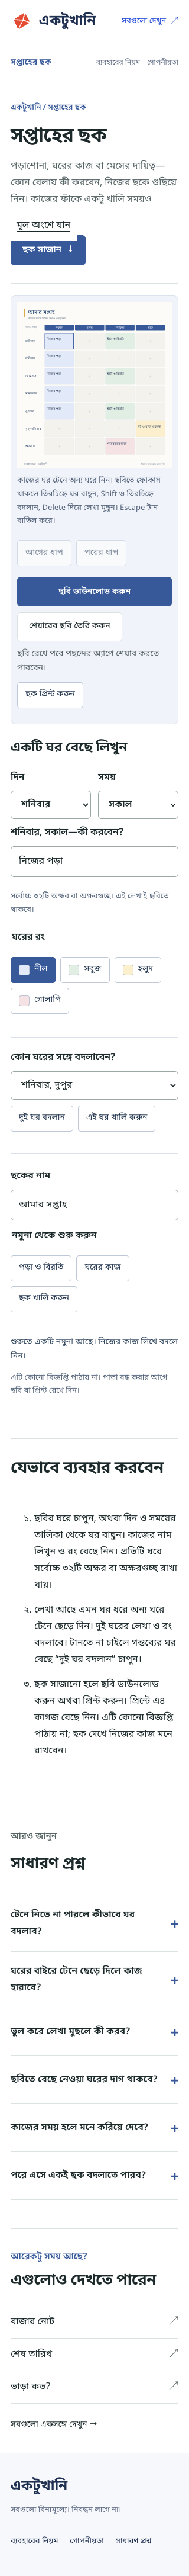 একটুখানি
সবগুলো দেখুন ↗
সপ্তাহের ছক
ব্যবহারের নিয়ম গোপনীয়তা
একটুখানি / সপ্তাহের ছক
সপ্তাহের ছক
পড়াশোনা, ঘরের কাজ বা মেসের দায়িত্ব—
কোন বেলায় কী করবেন, নিজের ছকে গুছিয়ে
নিন। কাজের ফাঁকে একটু খালি সময়ও
মূল অংশে যান
ছক সাজান ↓
আমার সপ্তাহ
কাজের ঘর টেনে অন্য ঘরে নিন। ছবিতে ফোকাস
থাকলে তিরচিহ্নে ঘর বাছুন, Shift ও তিরচিহ্নে
বদলান, Delete দিয়ে লেখা মুছুন। Escape টান
বাতিল করে।
আগের ধাপ
পরের ধাপ
ছবি ডাউনলোড করুন
শেয়ারের ছবি তৈরি করুন
ছবি রেখে পরে পছন্দের অ্যাপে শেয়ার করতে
পারবেন।
ছক প্রিন্ট করুন
একটি ঘর বেছে লিখুন
দিন
সময়
শনিবার
সকাল
শনিবার, সকাল—কী করবেন?
নিজের পড়া
সর্বোচ্চ ৩২টি অক্ষর বা অক্ষরগুচ্ছ। এই লেখাই ছবিতে
থাকবে।
ঘরের রং
নীল
সবুজ
হলুদ
গোলাপি
কোন ঘরের সঙ্গে বদলাবেন?
শনিবার, দুপুর
দুই ঘর বদলান
এই ঘর খালি করুন
ছকের নাম
আমার সপ্তাহ
নমুনা থেকে শুরু করুন
পড়া ও বিরতি
ঘরের কাজ
ছক খালি করুন
শুরুতে একটি নমুনা আছে। নিজের কাজ লিখে বদলে
নিন।
এটি কোনো বিজ্ঞপ্তি পাঠায় না। পাতা বন্ধ করার আগে
ছবি বা প্রিন্ট রেখে দিন।
যেভাবে ব্যবহার করবেন
১. ছবির ঘরে চাপুন, অথবা দিন ও সময়ের
তালিকা থেকে ঘর বাছুন। কাজের নাম
লিখুন ও রং বেছে নিন। প্রতিটি ঘরে
সর্বোচ্চ ৩২টি অক্ষর বা অক্ষরগুচ্ছ রাখা
যায়।
২. লেখা আছে এমন ঘর ধরে অন্য ঘরে
টেনে ছেড়ে দিন। দুই ঘরের লেখা ও রং
বদলাবে। টানতে না চাইলে গন্তব্যের ঘর
বেছে “দুই ঘর বদলান” চাপুন।
৩. ছক সাজানো হলে ছবি ডাউনলোড
করুন অথবা প্রিন্ট করুন। প্রিন্টে এ৪
কাগজ বেছে নিন। এটি কোনো বিজ্ঞপ্তি
পাঠায় না; ছক দেখে নিজের কাজ মনে
রাখবেন।
আরও জানুন
সাধারণ প্রশ্ন
টেনে নিতে না পারলে কীভাবে ঘর
বদলাব?
ঘরের বাইরে টেনে ছেড়ে দিলে কাজ
হারাবে?
ভুল করে লেখা মুছলে কী করব?
ছবিতে বেছে নেওয়া ঘরের দাগ থাকবে?
কাজের সময় হলে মনে করিয়ে দেবে?
পরে এসে একই ছক বদলাতে পারব?
আরেকটু সময় আছে?
এগুলোও দেখতে পারেন
বাজার নোট ↗
শেষ তারিখ ↗
ভাড়া কত? ↗
সবগুলো একসঙ্গে দেখুন →
একটুখানি
সবগুলো বিনামূল্যে। নিবন্ধন লাগে না।
ব্যবহারের নিয়ম গোপনীয়তা সাধারণ প্রশ্ন